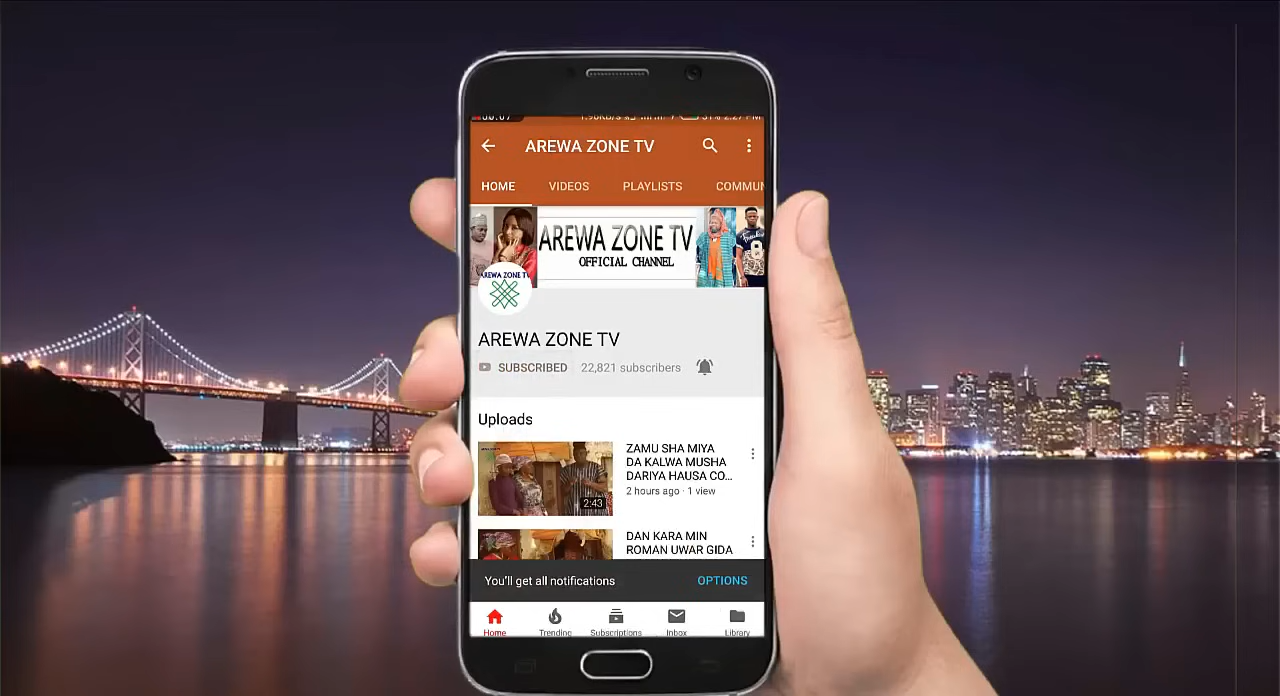 AREWA ZONE TV
HOME VIDEOS PLAYLISTS COMMUN
AREWA ZONE TV
OFFICIAL CHANNEL
AREWA ZONE TV
AREWA ZONE TV
SUBSCRIBED 22,821 subscribers
Uploads
ZAMU SHA MIYA
DA KALWA MUSHA
DARIYA HAUSA CO...
2 hours ago · 1 view
2:43
DAN KARA MIN
ROMAN UWAR GIDA
You'll get all notifications OPTIONS
Home Trending Subscriptions Inbox Library